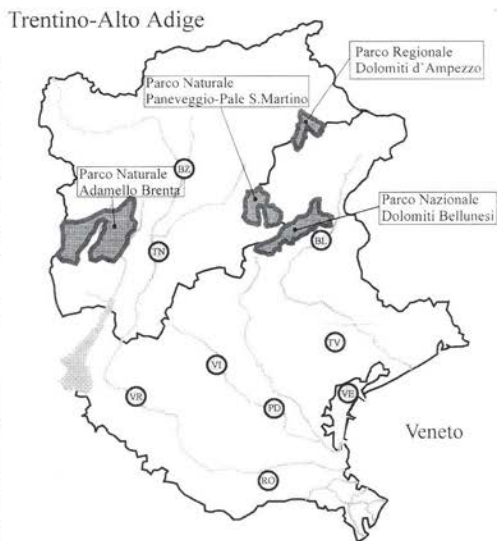 Trentino-Alto Adige
Parco Regionale
Dolomiti d'Ampezzo
Parco Naturale
Paneveggio-Pale S.Martino
Parco Naturale
Adamello Brenta
BZ
Parco Nazionale
Dolomiti Bellunesi
TN
BL
TV
VI
VR
PD
VE
Veneto
RO